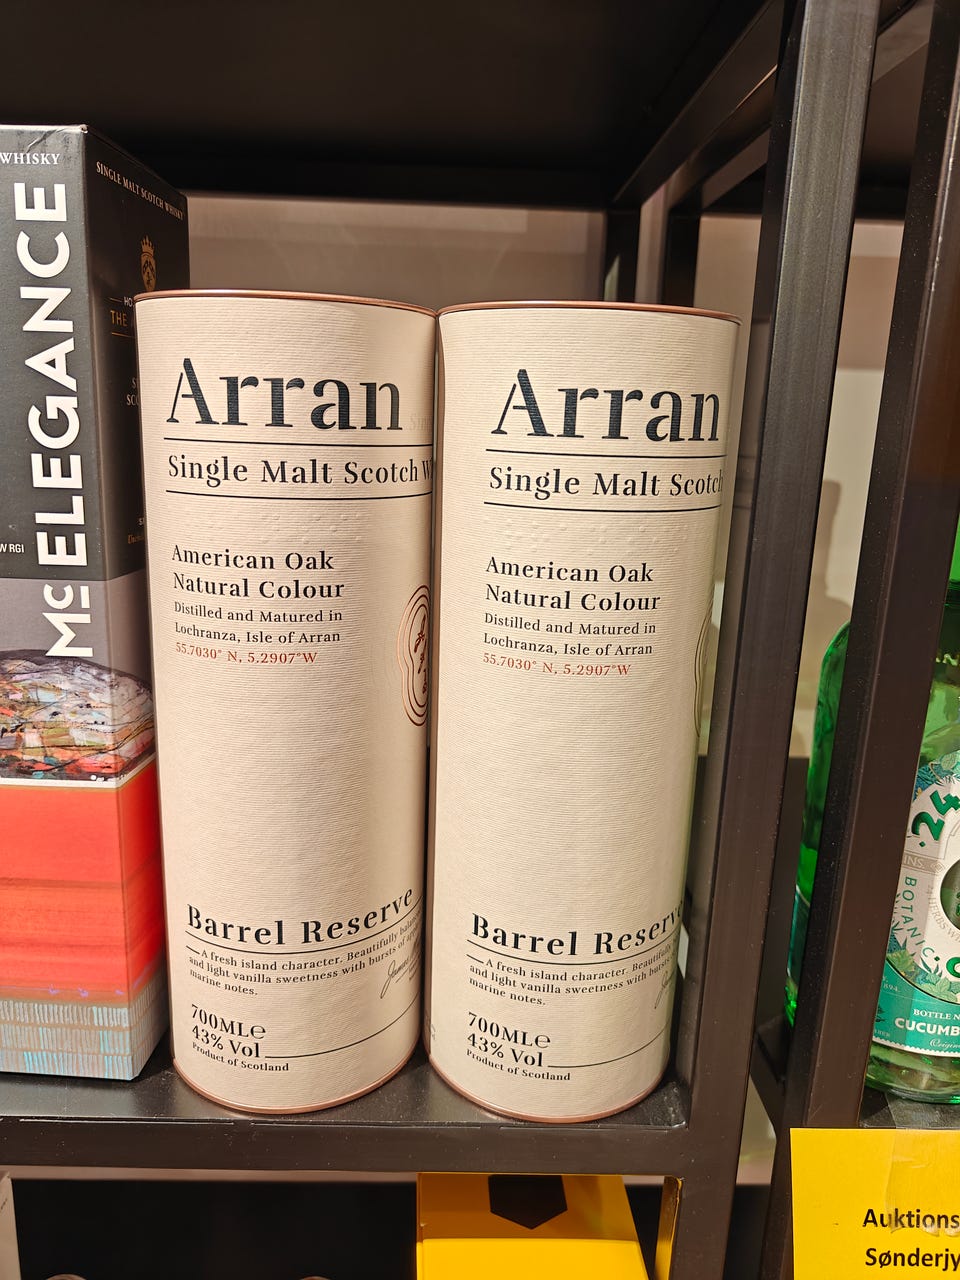 WHISKY
SINGLE MALT SCOTCH WHISKY
McELEGANCE
THE
Arran
Single Malt Scotch
American Oak
Natural Colour
Distilled and Matured in
Lochranza, Isle of Arran
55.7030° N, 5.2907°W
Barrel Reserve
A fresh island character. Beautifully
and light vanilla sweetness with bursts of
marine notes.
700ML℮
43% Vol
Product of Scotland
Arran
Single Malt Scotch
American Oak
Natural Colour
Distilled and Matured in
Lochranza, Isle of Arran
55.7030° N, 5.2907°W
Barrel Reserve
A fresh island character. Beautifully
and light vanilla sweetness with bursts
marine notes.
700ML℮
43% Vol
Product of Scotland
24
BOTANIC
CUCUMB
Auktions
Sønderjy